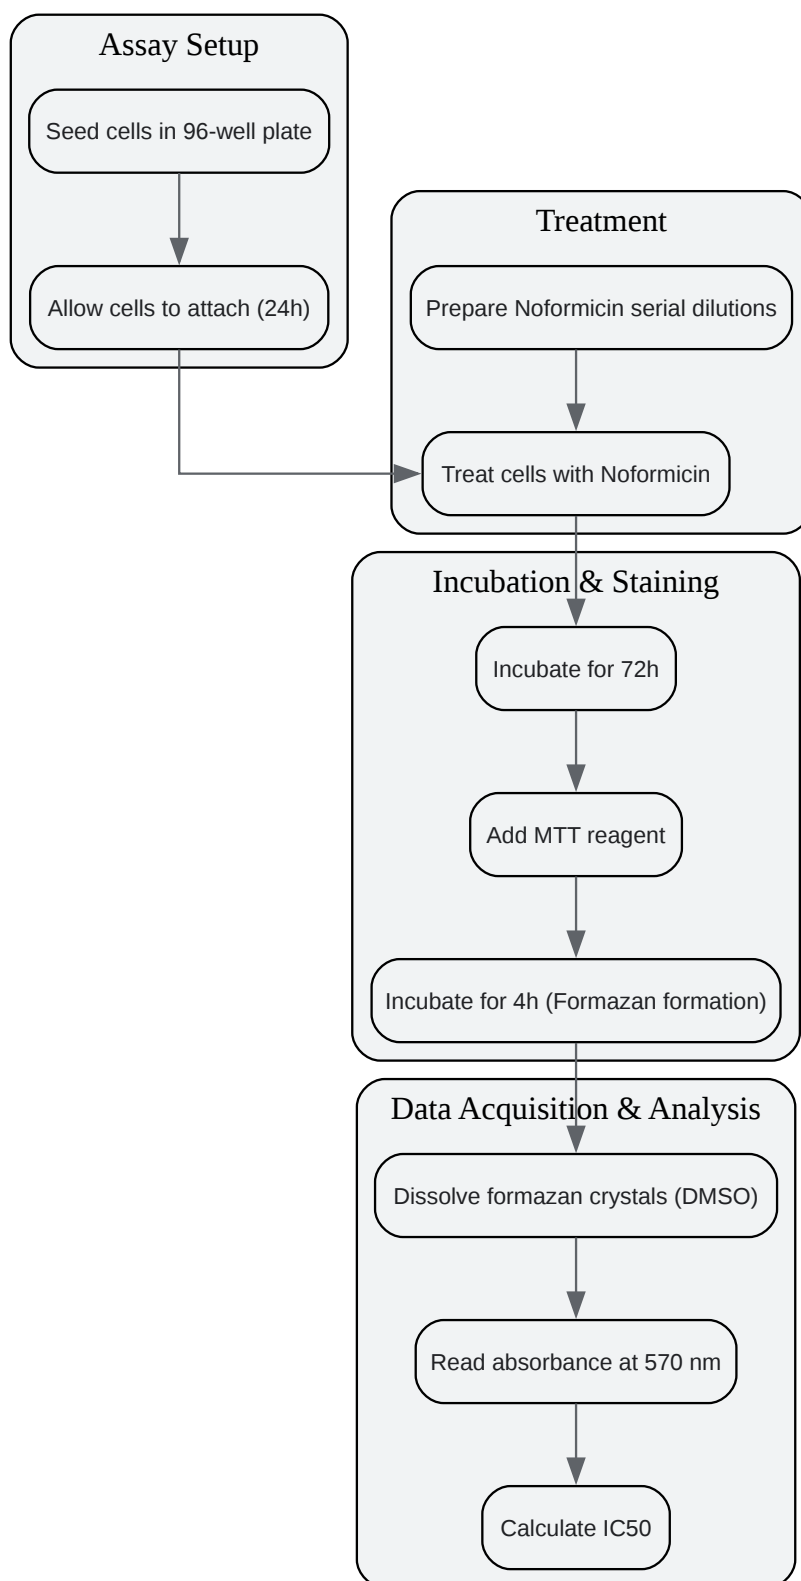 Assay Setup
Seed cells in 96-well plate
Allow cells to attach (24h)
Treatment
Prepare Noformicin serial dilutions
Treat cells with Noformicin
Incubation & Staining
Incubate for 72h
Add MTT reagent
Incubate for 4h (Formazan formation)
Data Acquisition & Analysis
Dissolve formazan crystals (DMSO)
Read absorbance at 570 nm
Calculate IC50